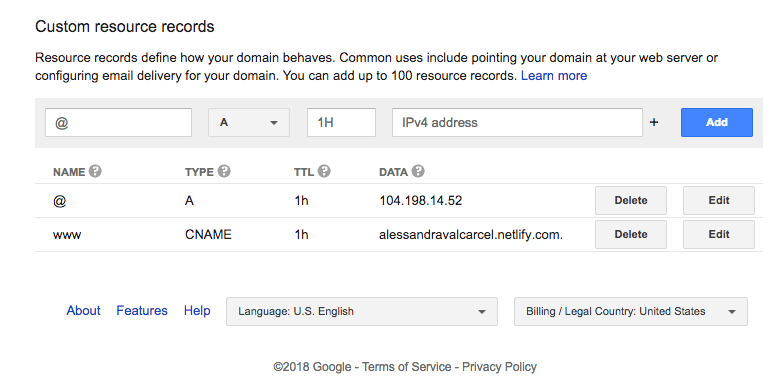 Custom resource records
Resource records define how your domain behaves. Common uses include pointing your domain at your web server or
configuring email delivery for your domain. You can add up to 100 resource records. Learn more
@ A 1H IPv4 address + Add
NAME ? TYPE ? TTL ? DATA ?
@ A 1h 104.198.14.52 Delete Edit
www CNAME 1h alessandravalcarcel.netlify.com. Delete Edit
About Features Help Language: U.S. English Billing / Legal Country: United States
©2018 Google - Terms of Service - Privacy Policy